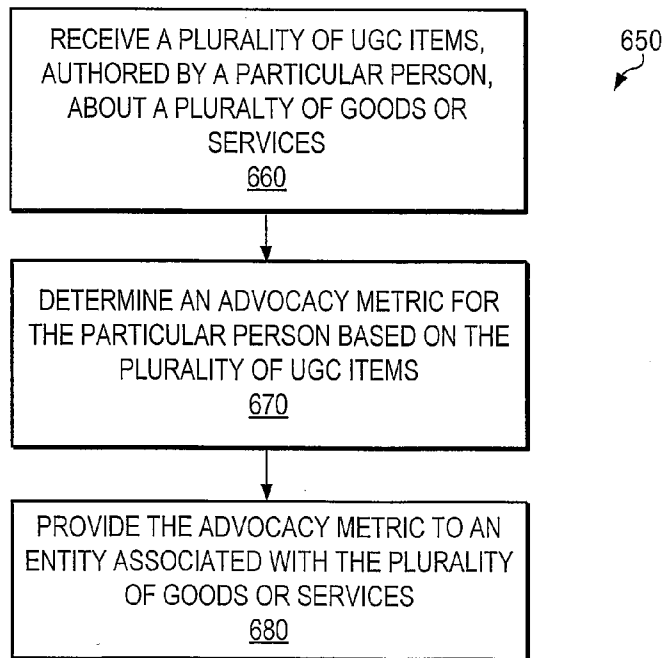 RECEIVE A PLURALITY OF UGC ITEMS,
AUTHORED BY A PARTICULAR PERSON,
ABOUT A PLURALTY OF GOODS OR
SERVICES
660
650
DETERMINE AN ADVOCACY METRIC FOR
THE PARTICULAR PERSON BASED ON THE
PLURALITY OF UGC ITEMS
670
PROVIDE THE ADVOCACY METRIC TO AN
ENTITY ASSOCIATED WITH THE PLURALITY
OF GOODS OR SERVICES
680